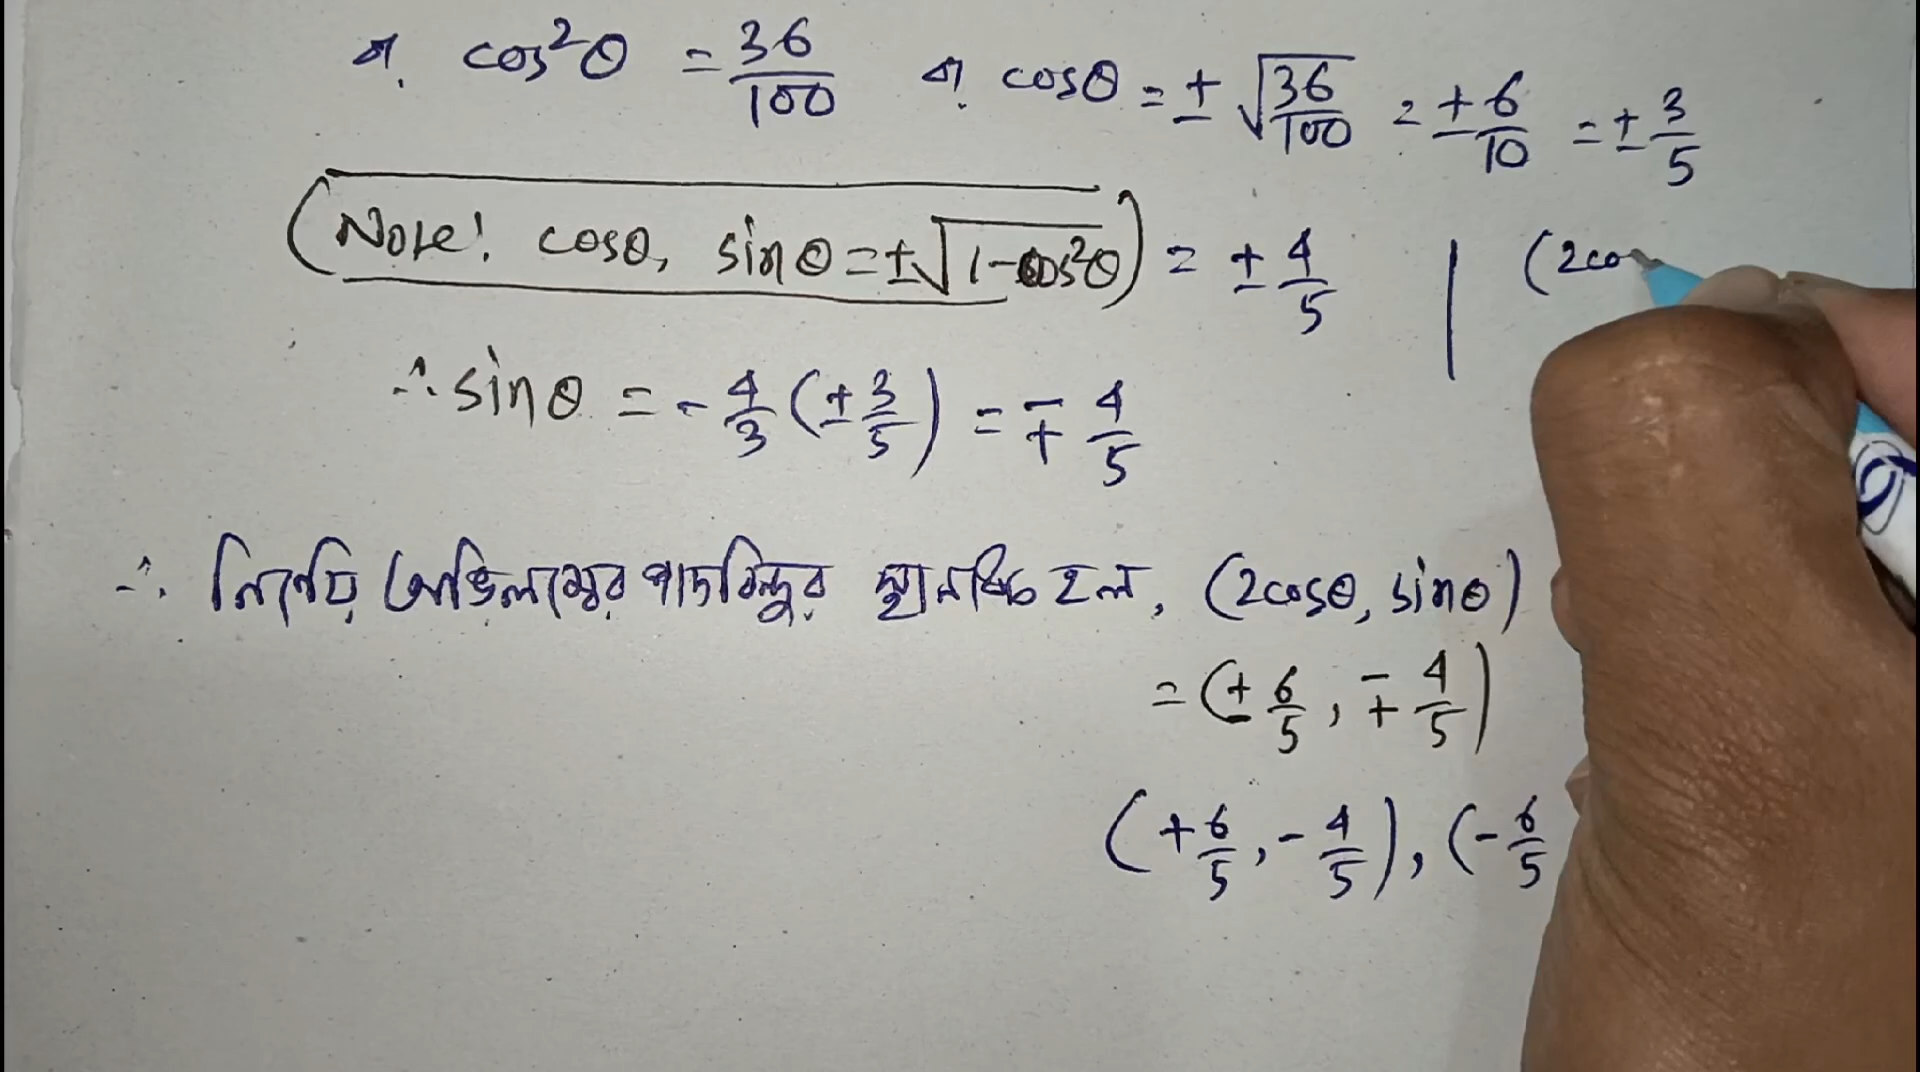 বা, cos²θ = 36/100 বা, cosθ = ± √(36/100) = ± 6/10 = ± 3/5
(Note! cosθ, sinθ = ±√(1-cos²θ)) = ± 4/5 | (2co
∴ sinθ = - 4/3 (± 3/5) = ∓ 4/5
∴ নির্ণেয় অভিলম্বের পাদবিন্দুর স্থানাঙ্ক হল, (2cosθ, sinθ)
= (± 6/5, ∓ 4/5)
(+ 6/5, - 4/5), (- 6/5